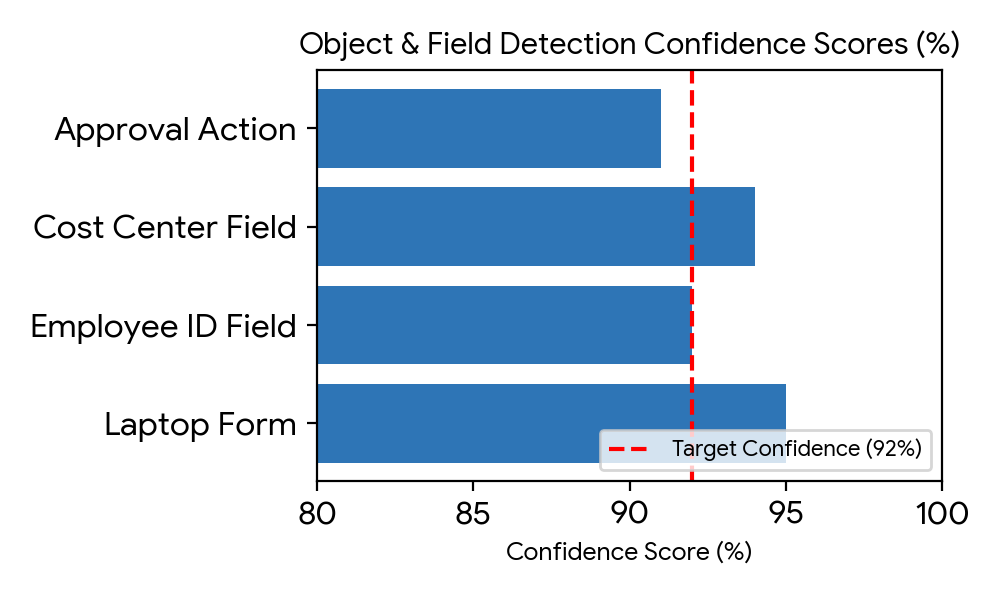 Object & Field Detection Confidence Scores (%)
Approval Action
Cost Center Field
Employee ID Field
Laptop Form
Target Confidence (92%)
80 85 90 95 100
Confidence Score (%)